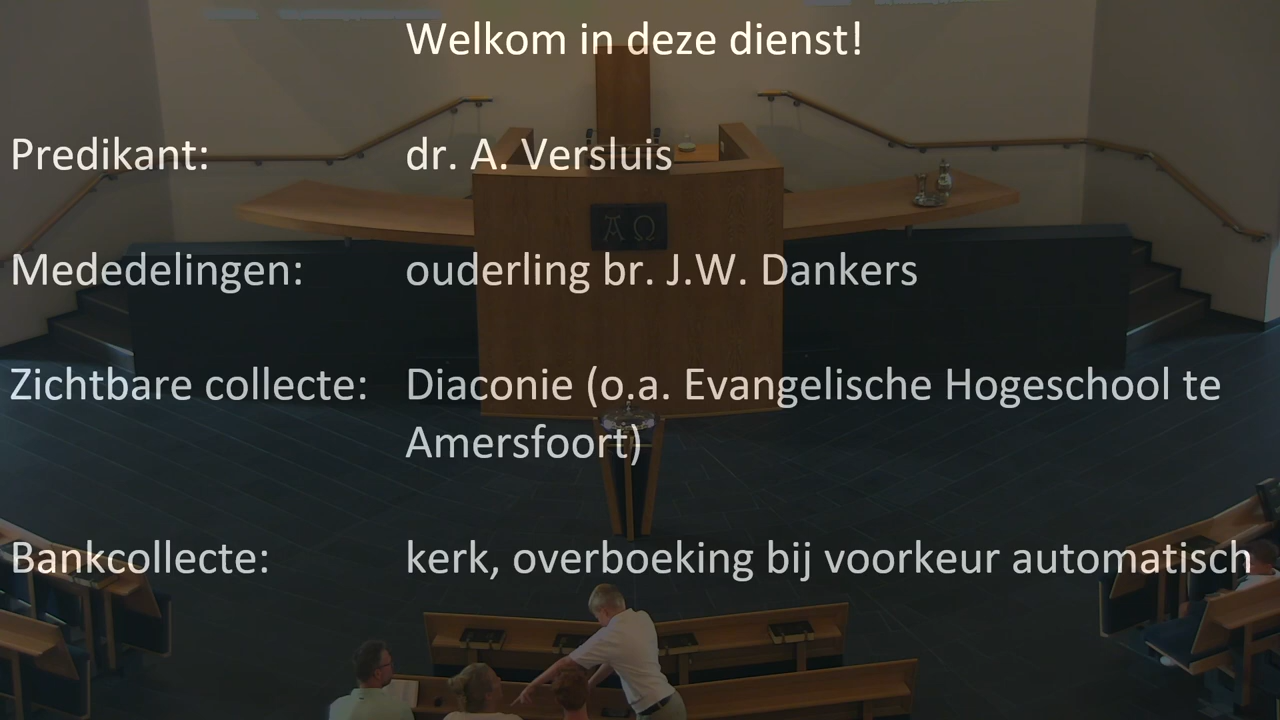 Welkom in deze dienst!
Predikant: dr. A. Versluis
ΑΩ
Mededelingen: ouderling br. J.W. Dankers
Zichtbare collecte: Diaconie (o.a. Evangelische Hogeschool te
Amersfoort)
Bankcollecte: kerk, overboeking bij voorkeur automatisch